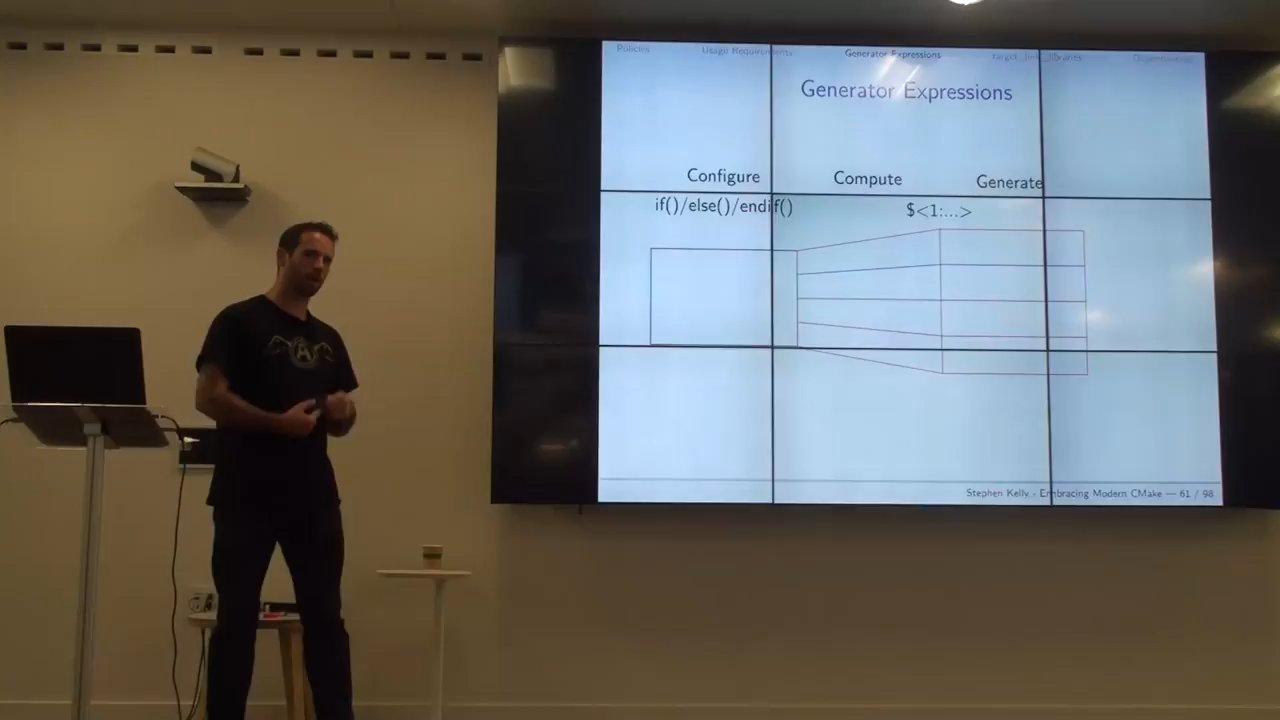 Policies Usage Requirements Generator Expressions target_link_libraries
Generator Expressions
Configure Compute Generate
if()/else()/endif() $<1:...>
Stephen Kelly - Embracing Modern CMake — 61 / 98